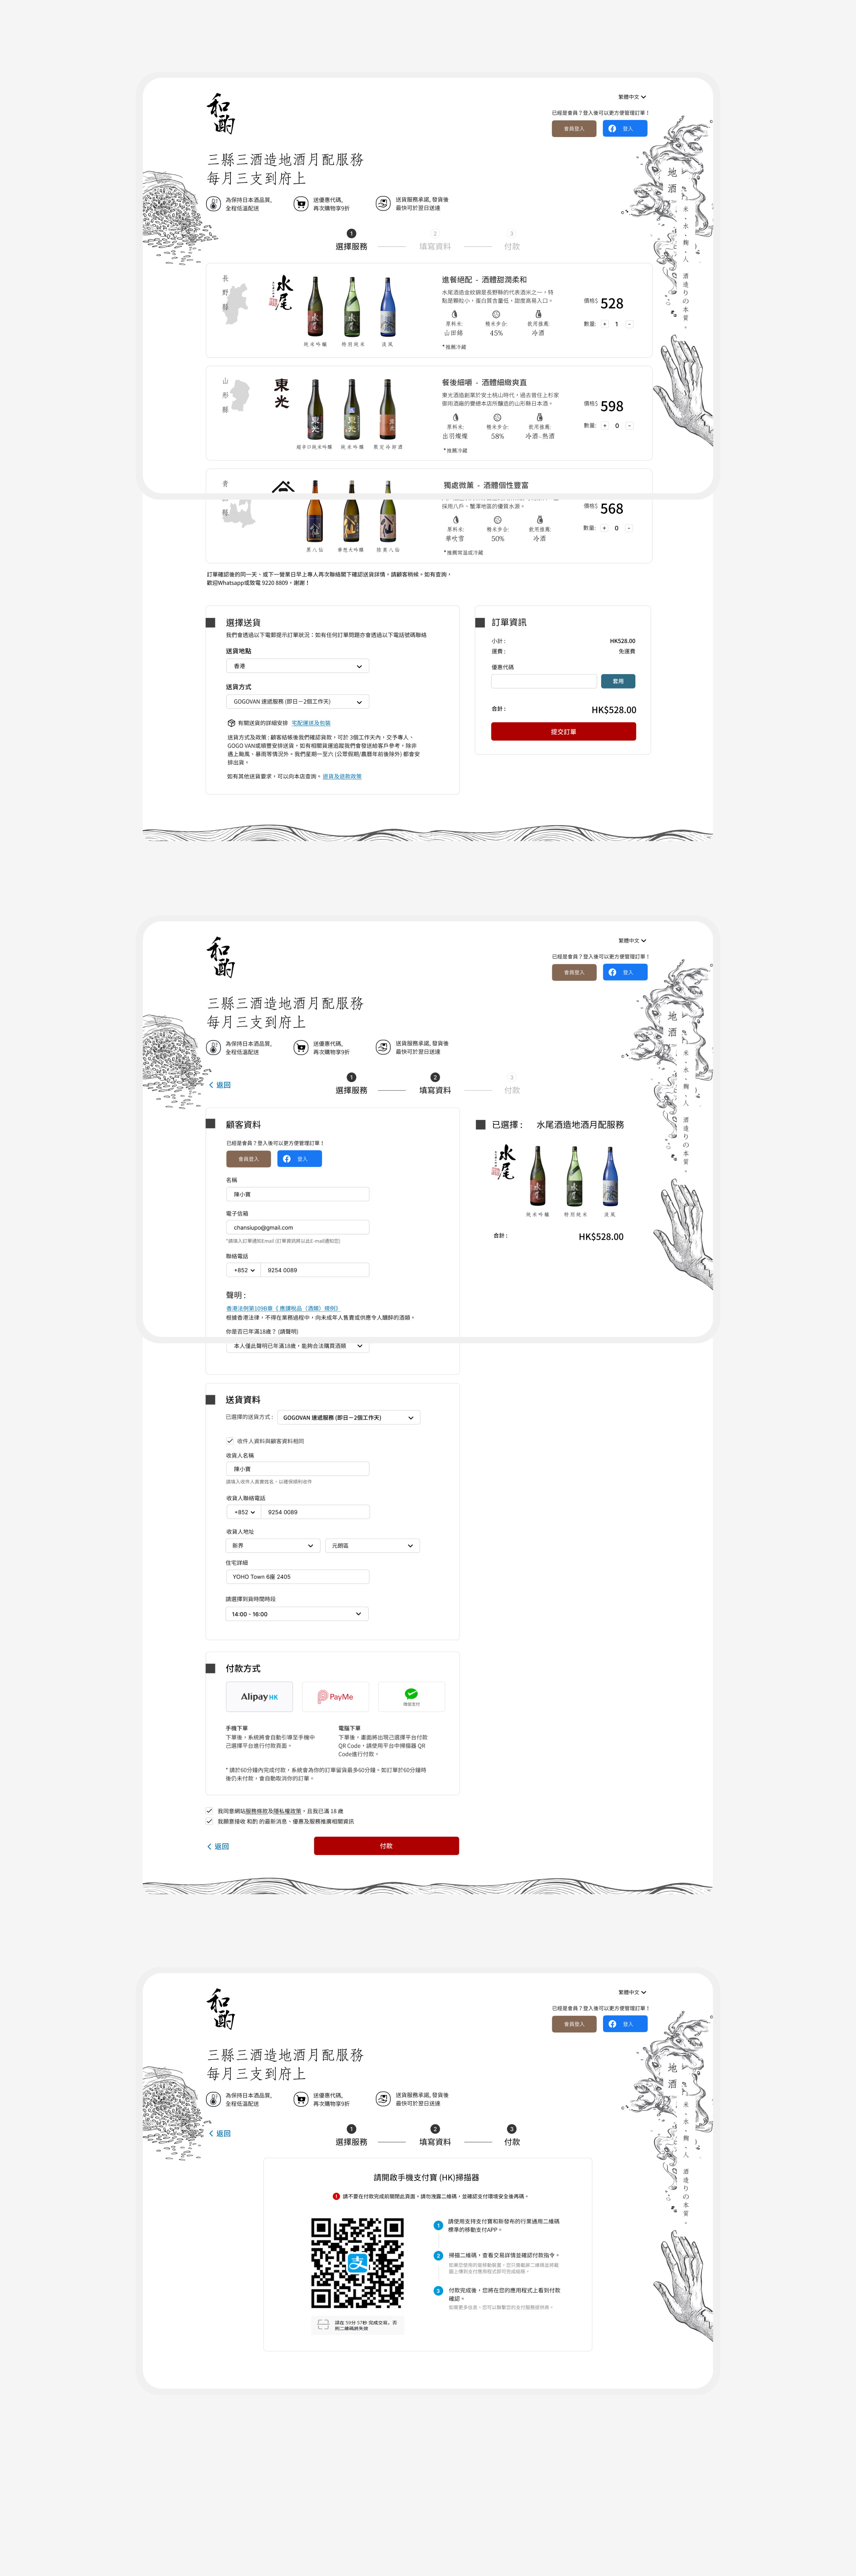 和酌
繁體中文
已經是會員？登入後可以更方便管理訂單！
會員登入
登入
三縣三酒造地酒月配服務
每月三支到府上
地酒
米・水・麹・人
酒造りの本質。
為保持日本酒品質,
全程低溫配送
送優惠代碼,
再次購物享9折
送貨服務承諾, 發貨後
最快可於翌日送達
1
2
3
選擇服務
填寫資料
付款
長野縣
水尾
純米吟釀
特別純米
淡風
進餐絕配 - 酒體甜潤柔和
水尾酒造金紋錦是長野縣的代表酒米之一，特
點是顆粒小，蛋白質含量低，甜度高易入口。
原料米:
山田錦
精米步合:
45%
飲用推薦:
冷酒
*推薦冷藏
價格$ 528
數量: + 1 -
山形縣
東光
超辛口純米吟釀
純米吟釀
限定冷卸酒
餐後細嚼 - 酒體細緻爽直
東光酒造創業於安土桃山時代，過去曾任上杉家
御用酒廠的譽總本店所釀造的山形縣日本酒。
原料米:
出羽燦燦
精米步合:
58%
飲用推薦:
冷酒~熱酒
*推薦冷藏
價格$ 598
數量: + 0 -
青
縣
黑八仙
華想大吟釀
陸奧八仙
獨處微薰 - 酒體個性豐富
採用八戶、蟹澤地區的優質水源。
原料米:
華吹雪
精米步合:
50%
飲用推薦:
冷酒
*推薦常溫或冷藏
價格$ 568
數量: + 0 -
訂單確認後的同一天，或下一營業日早上專人再次聯絡閣下確認送貨詳情，請顧客稍候。如有查詢，
歡迎Whatsapp或致電 9220 8809。謝謝！
選擇送貨
我們會透過以下電郵提示訂單狀況：如有任何訂單問題亦會透過以下電話號碼聯絡
送貨地點
香港
送貨方式
GOGOVAN 速遞服務 (即日－2個工作天)
有關送貨的詳細安排 宅配運送及包裝
送貨方式及政策 : 顧客結帳後我們確認貨款，可於 3個工作天內，交予專人、
GOGO VAN或順豐安排送貨。如有相關貨運追蹤我們會發送給客戶參考。除非
遇上颱風、暴雨等情況外。我們星期一至六 (公眾假期/農曆年前後除外) 都會安
排出貨。
如有其他送貨要求，可以向本店查詢。 退貨及退款政策
訂單資訊
小計 :
HK528.00
運費 :
免運費
優惠代碼
套用
合計 :
HK$528.00
提交訂單
和酌
繁體中文
已經是會員？登入後可以更方便管理訂單！
會員登入
登入
三縣三酒造地酒月配服務
每月三支到府上
地酒
米・水・麹・人
酒造りの本質。
為保持日本酒品質,
全程低溫配送
送優惠代碼,
再次購物享9折
送貨服務承諾, 發貨後
最快可於翌日送達
返回
1
2
3
選擇服務
填寫資料
付款
顧客資料
已經是會員？登入後可以更方便管理訂單！
會員登入
登入
名稱
陳小寶
電子信箱
chansiupo@gmail.com
*請填入訂單通知Email (訂單資訊將以此E-mail通知您)
聯絡電話
+852
9254 0089
聲明 :
香港法例第109B章《 應課稅品（酒類）規例》
根據香港法律，不得在業務過程中，向未成年人售賣或供應令人醺醉的酒類。
你是否已年滿18歲？ (請聲明)
本人僅此聲明已年滿18歲，能夠合法購買酒類
已選擇 : 水尾酒造地酒月配服務
水尾
純米吟釀
特別純米
淡風
合計 :
HK$528.00
送貨資料
已選擇的送貨方式 :
GOGOVAN 速遞服務 (即日－2個工作天)
收件人資料與顧客資料相同
收貨人名稱
陳小寶
請填入收件人真實姓名，以確保順利收件
收貨人聯絡電話
+852
9254 0089
收貨人地址
新界
元朗區
住宅詳細
YOHO Town 6座 2405
請選擇到貨時間時段
14:00 - 16:00
付款方式
Alipay HK
PayMe
微信支付
手機下單
下單後，系統將會自動引導至手機中
已選擇平台進行付款頁面。
電腦下單
下單後，畫面將出現已選擇平台付款
QR Code，請使用平台中掃描器 QR
Code進行付款。
* 請於60分鐘內完成付款，系統會為你的訂單留貨最多60分鐘。如訂單於60分鐘時
後仍未付款，會自動取消你的訂單。
我同意網站服務條款及隱私權政策，且我已滿 18 歲
我願意接收 和酌 的最新消息、優惠及服務推廣相關資訊
返回
付款
和酌
繁體中文
已經是會員？登入後可以更方便管理訂單！
會員登入
登入
三縣三酒造地酒月配服務
每月三支到府上
地酒
米・水・麹・人
酒造りの本質。
為保持日本酒品質,
全程低溫配送
送優惠代碼,
再次購物享9折
送貨服務承諾, 發貨後
最快可於翌日送達
返回
1
2
3
選擇服務
填寫資料
付款
請開啟手機支付寶 (HK)掃描器
請不要在付款完成前關閉此頁面。請勿洩露二維碼，並確認支付環境安全後再碼。
支
請在 59分 57秒 完成交易。否
則二維碼將失效
1
請使用支持支付寶和新發布的行業通用二維碼
標準的移動支付APP。
2
掃描二維碼，查看交易詳情並確認付款指令。
3
付款完成後，您將在您的應用程式上看到付款
確認。
如需更多信息，您可以聯繫您的支付服務提供商。